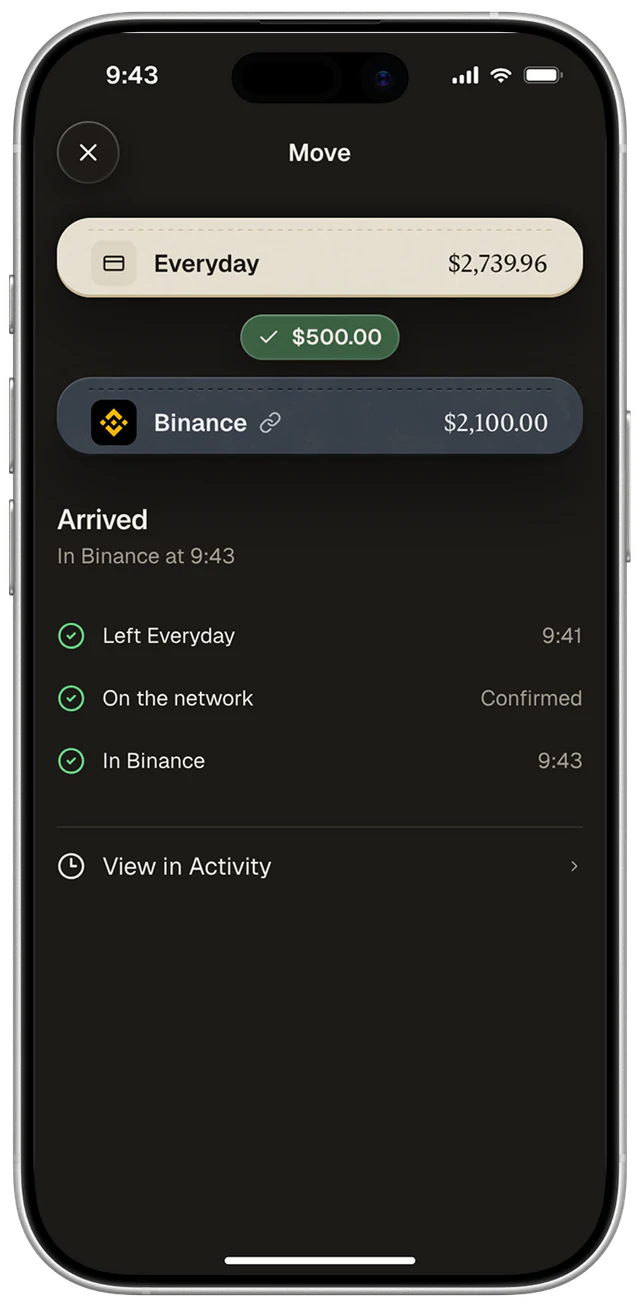 9:43
Move
Everyday $2,739.96
$500.00
Binance $2,100.00
Arrived
In Binance at 9:43
Left Everyday 9:41
On the network Confirmed
In Binance 9:43
View in Activity